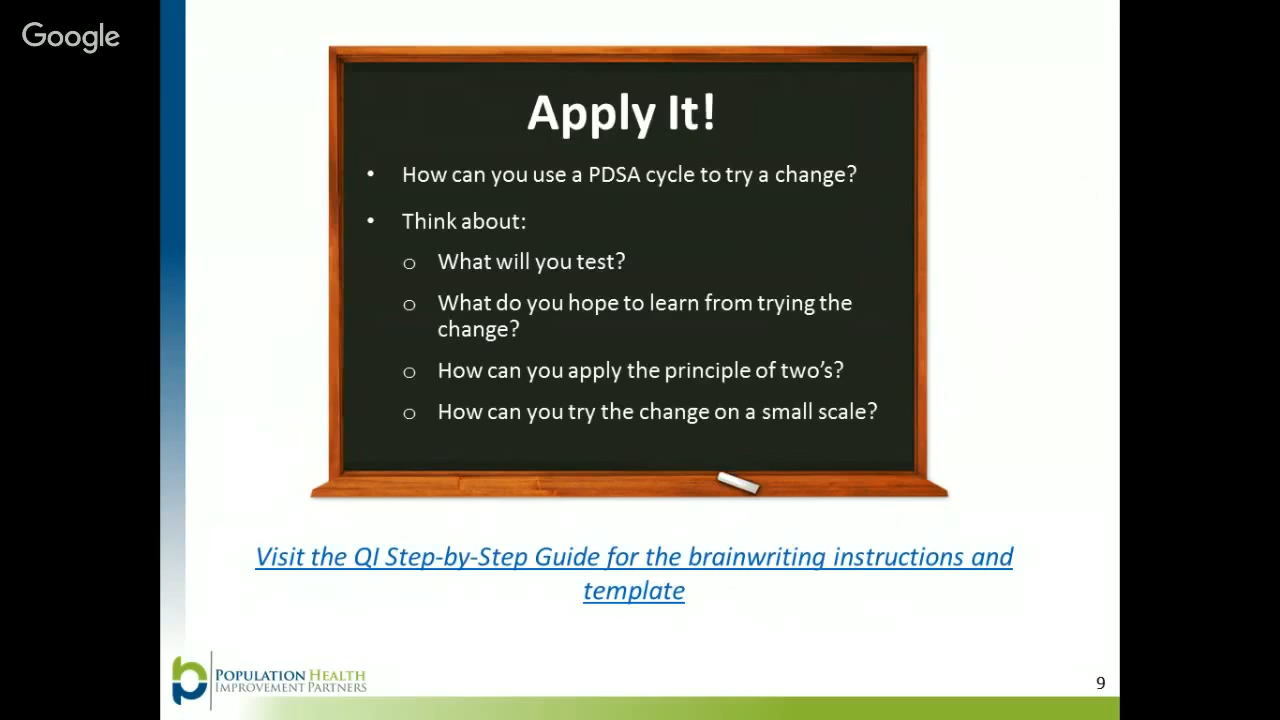 Google
Apply It!
• How can you use a PDSA cycle to try a change?
• Think about:
o What will you test?
o What do you hope to learn from trying the
change?
o How can you apply the principle of two's?
o How can you try the change on a small scale?
Visit the QI Step-by-Step Guide for the brainwriting instructions and
template
POPULATION HEALTH
IMPROVEMENT PARTNERS
9